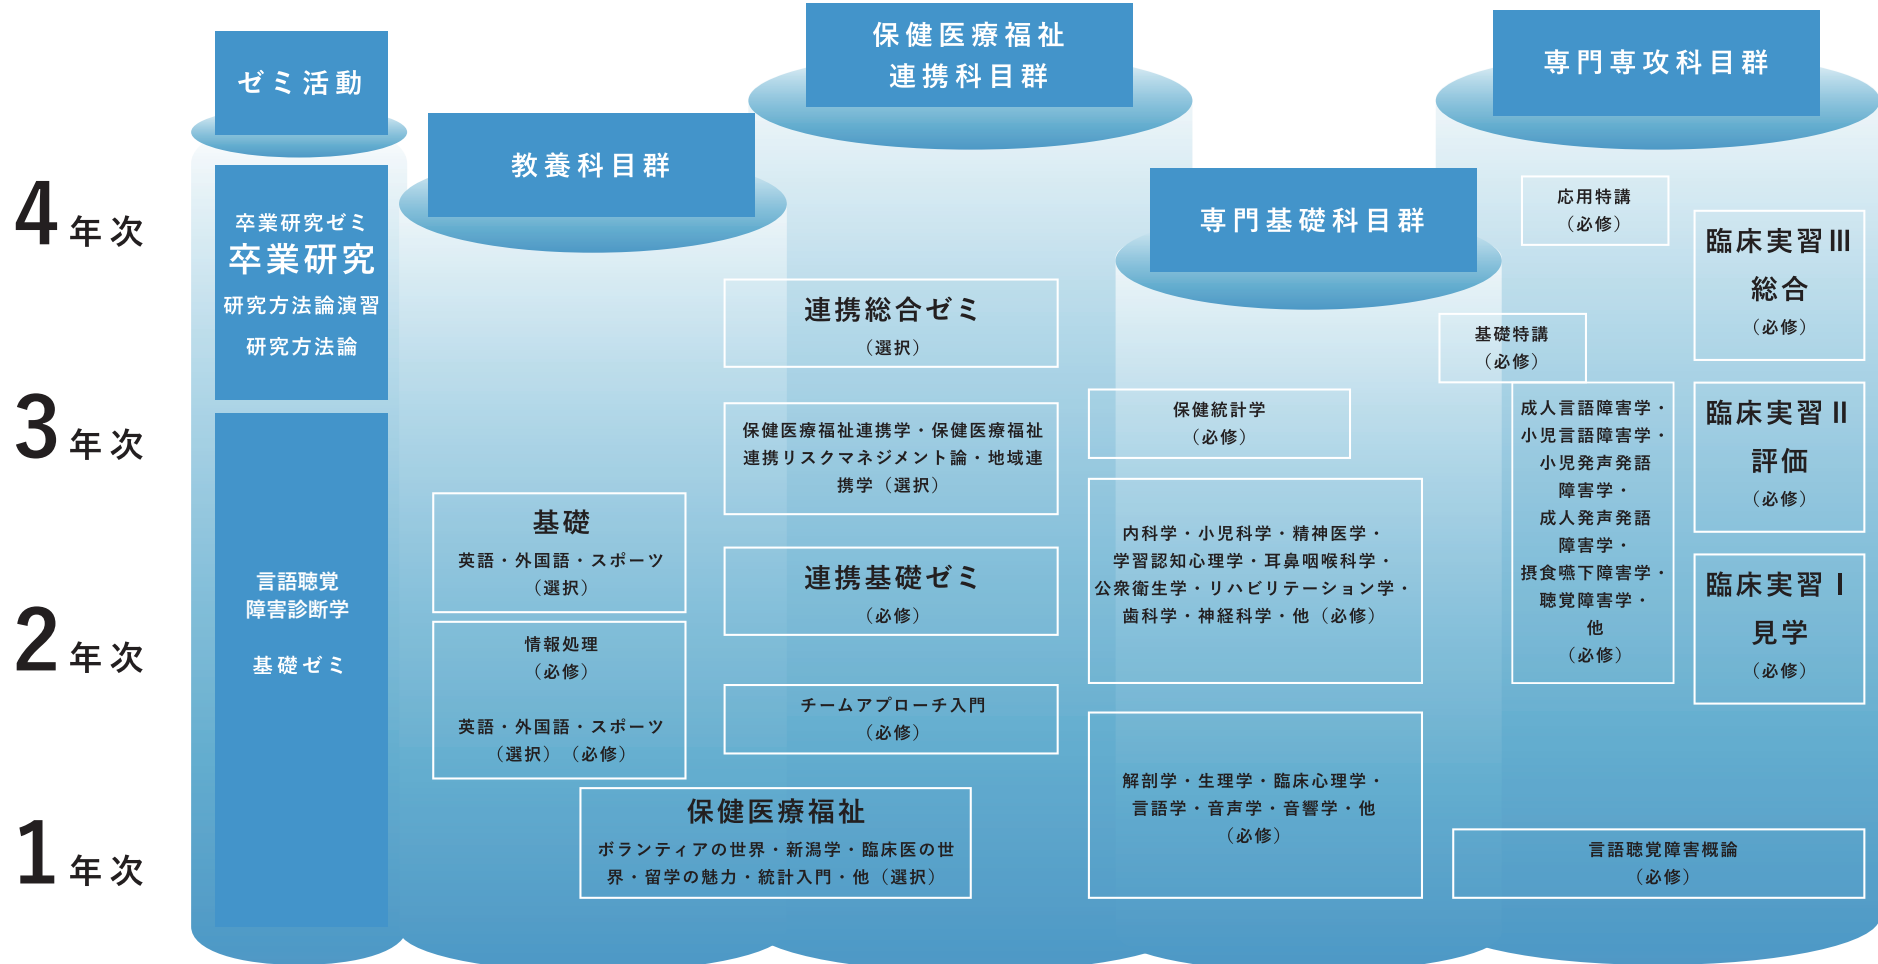 4年次
3年次
2年次
1年次
ゼミ活動
卒業研究ゼミ
卒業研究
研究方法論演習
研究方法論
言語聴覚
障害診断学
基礎ゼミ
教養科目群
基礎
英語・外国語・スポーツ
（選択）
情報処理
（必修）
英語・外国語・スポーツ
（選択）（必修）
保健医療福祉
ボランティアの世界・新潟学・臨床医の世
界・留学の魅力・統計入門・他（選択）
保健医療福祉
連携科目群
連携総合ゼミ
（選択）
保健医療福祉連携学・保健医療福祉
連携リスクマネジメント論・地域連
携学（選択）
連携基礎ゼミ
（必修）
チームアプローチ入門
（必修）
専門基礎科目群
保健統計学
（必修）
内科学・小児科学・精神医学・
学習認知心理学・耳鼻咽喉科学・
公衆衛生学・リハビリテーション学・
歯科学・神経科学・他（必修）
解剖学・生理学・臨床心理学・
言語学・音声学・音響学・他
（必修）
専門専攻科目群
応用特講
（必修）
基礎特講
（必修）
成人言語障害学・
小児言語障害学・
小児発声発語
障害学・
成人発声発語
障害学・
摂食嚥下障害学・
聴覚障害学・
他
（必修）
臨床実習Ⅲ
総合
（必修）
臨床実習Ⅱ
評価
（必修）
臨床実習Ⅰ
見学
（必修）
言語聴覚障害概論
（必修）